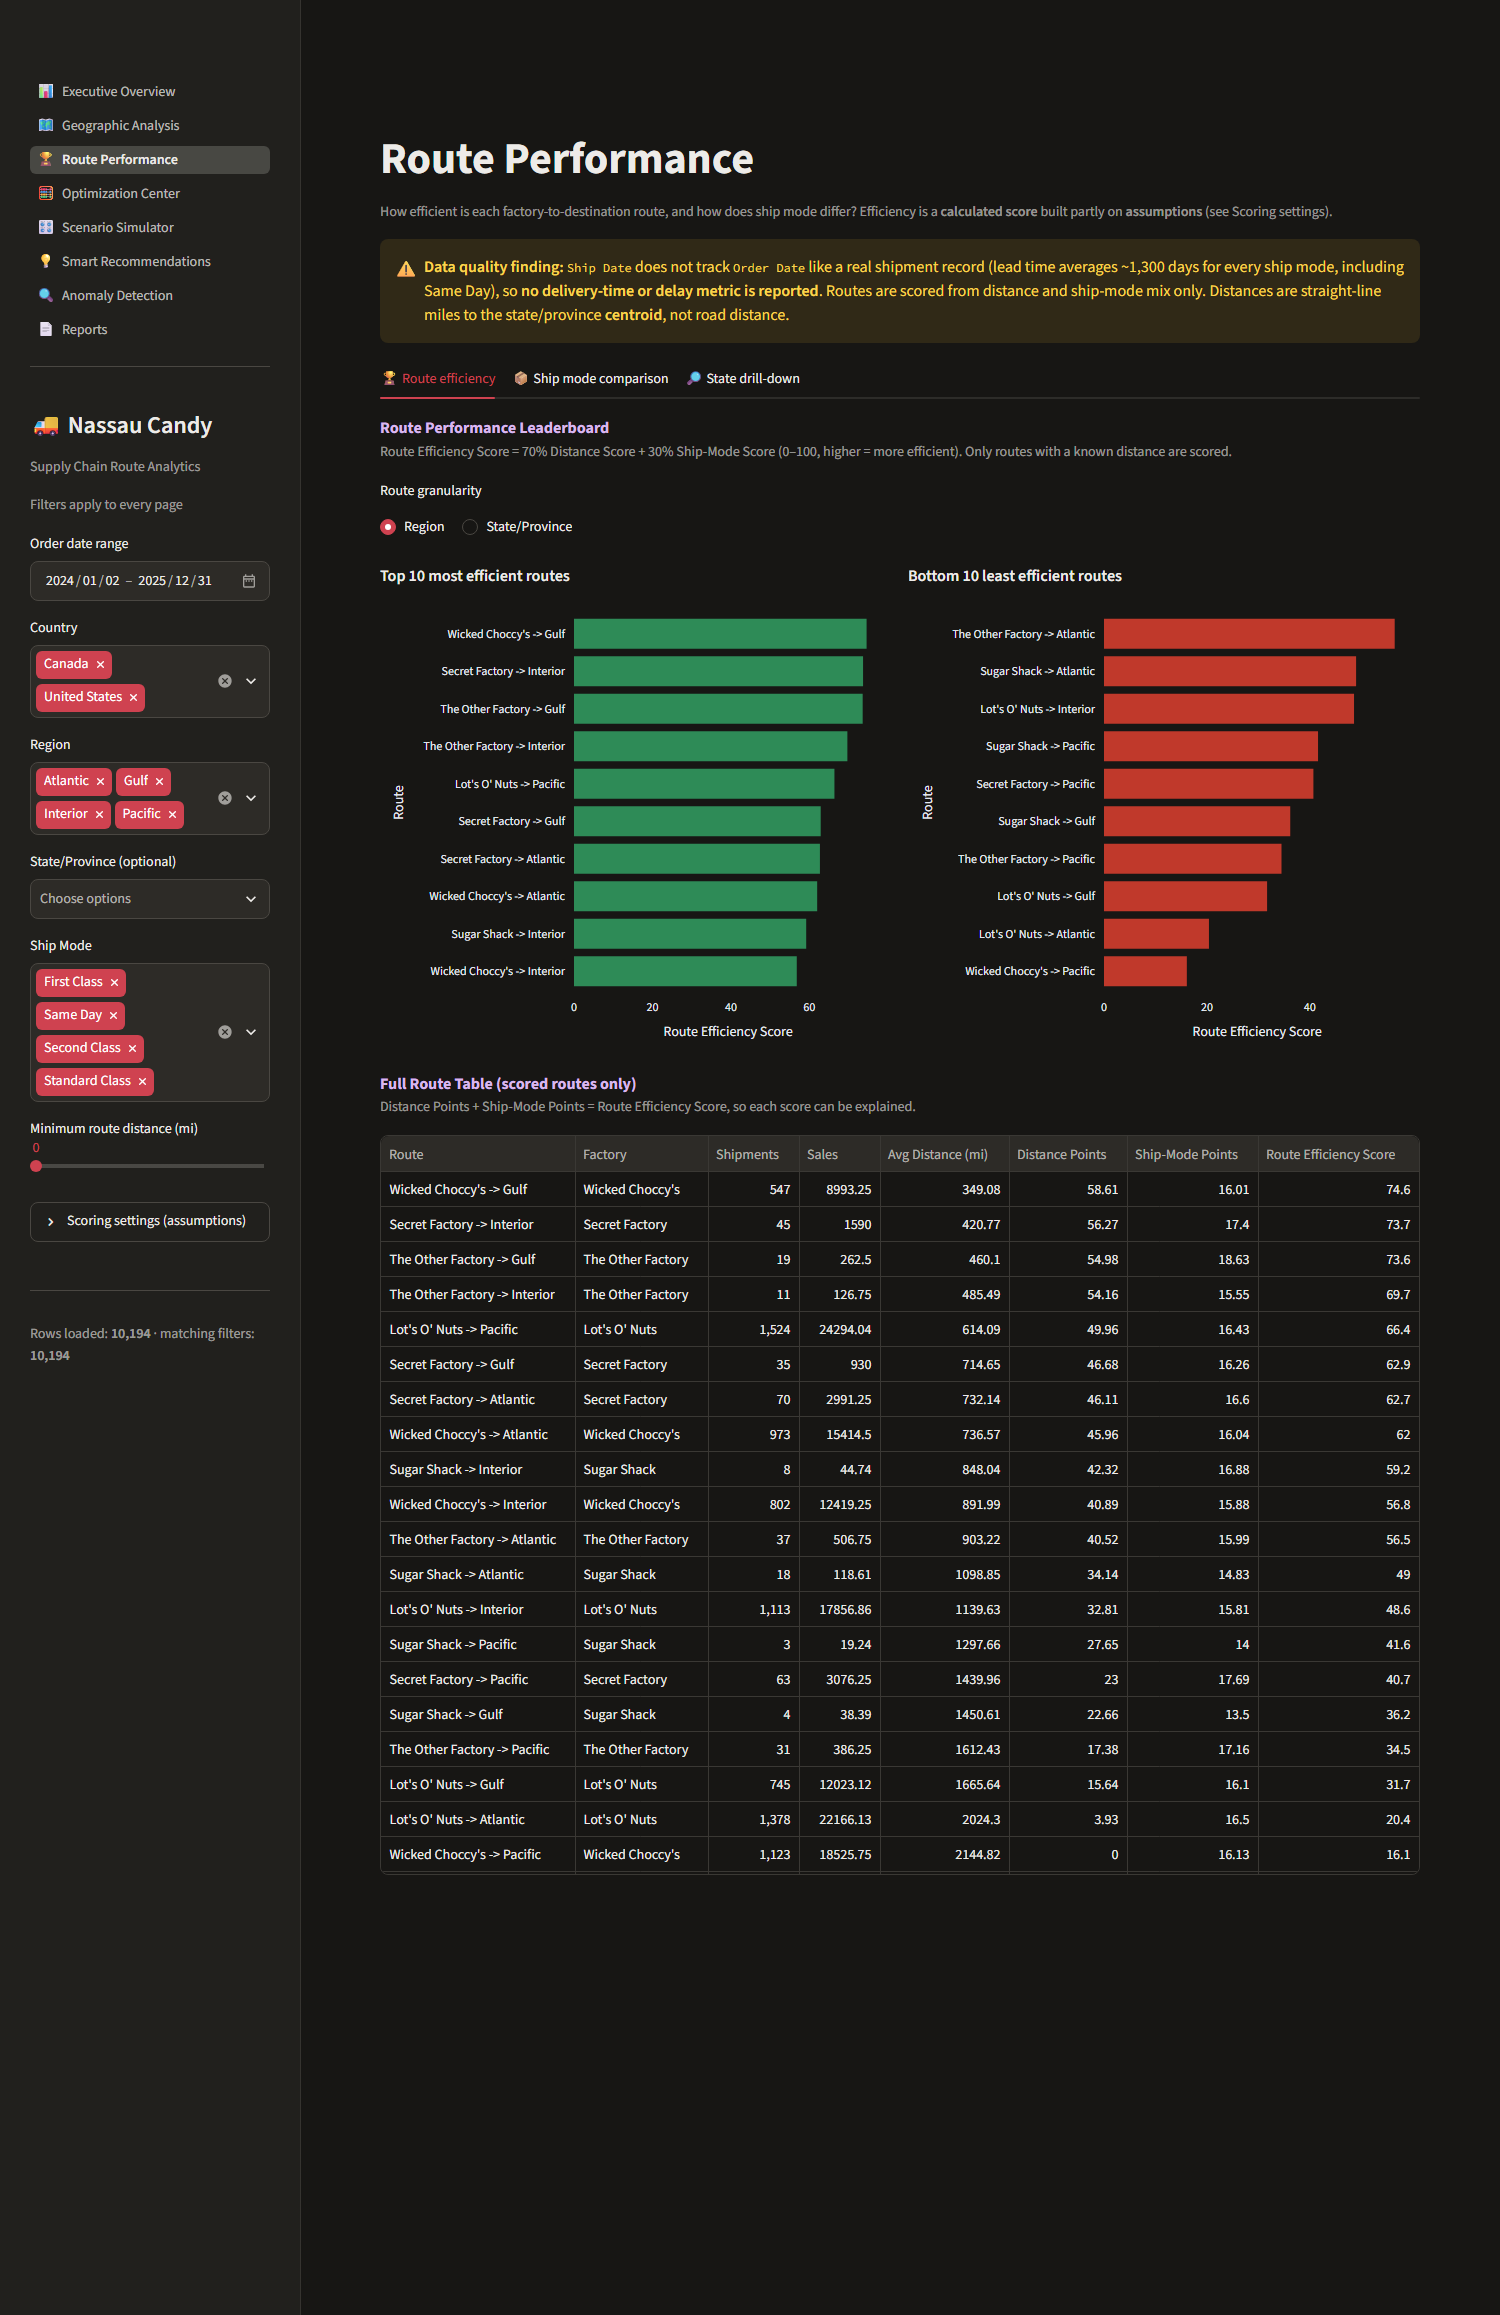 Executive Overview
Geographic Analysis
Route Performance
Optimization Center
Scenario Simulator
Smart Recommendations
Anomaly Detection
Reports
Nassau Candy
Supply Chain Route Analytics
Filters apply to every page
Order date range
2024/01/02 – 2025/12/31
Country
Canada ×
United States ×
Region
Atlantic × Gulf ×
Interior × Pacific ×
State/Province (optional)
Choose options
Ship Mode
First Class ×
Same Day ×
Second Class ×
Standard Class ×
Minimum route distance (mi)
0
Scoring settings (assumptions)
Rows loaded: 10,194 · matching filters:
10,194
Route Performance
How efficient is each factory-to-destination route, and how does ship mode differ? Efficiency is a calculated score built partly on assumptions (see Scoring settings).
Data quality finding: Ship Date does not track Order Date like a real shipment record (lead time averages ~1,300 days for every ship mode, including
Same Day), so no delivery-time or delay metric is reported. Routes are scored from distance and ship-mode mix only. Distances are straight-line
miles to the state/province centroid, not road distance.
Route efficiency Ship mode comparison State drill-down
Route Performance Leaderboard
Route Efficiency Score = 70% Distance Score + 30% Ship-Mode Score (0–100, higher = more efficient). Only routes with a known distance are scored.
Route granularity
Region State/Province
Top 10 most efficient routes
Wicked Choccy's -> Gulf
Secret Factory -> Interior
The Other Factory -> Gulf
The Other Factory -> Interior
Lot's O' Nuts -> Pacific
Secret Factory -> Gulf
Secret Factory -> Atlantic
Wicked Choccy's -> Atlantic
Sugar Shack -> Interior
Wicked Choccy's -> Interior
Route
0 20 40 60
Route Efficiency Score
Bottom 10 least efficient routes
The Other Factory -> Atlantic
Sugar Shack -> Atlantic
Lot's O' Nuts -> Interior
Sugar Shack -> Pacific
Secret Factory -> Pacific
Sugar Shack -> Gulf
The Other Factory -> Pacific
Lot's O' Nuts -> Gulf
Lot's O' Nuts -> Atlantic
Wicked Choccy's -> Pacific
Route
0 20 40
Route Efficiency Score
Full Route Table (scored routes only)
Distance Points + Ship-Mode Points = Route Efficiency Score, so each score can be explained.
Route Factory Shipments Sales Avg Distance (mi) Distance Points Ship-Mode Points Route Efficiency Score
Wicked Choccy's -> Gulf Wicked Choccy's 547 8993.25 349.08 58.61 16.01 74.6
Secret Factory -> Interior Secret Factory 45 1590 420.77 56.27 17.4 73.7
The Other Factory -> Gulf The Other Factory 19 262.5 460.1 54.98 18.63 73.6
The Other Factory -> Interior The Other Factory 11 126.75 485.49 54.16 15.55 69.7
Lot's O' Nuts -> Pacific Lot's O' Nuts 1,524 24294.04 614.09 49.96 16.43 66.4
Secret Factory -> Gulf Secret Factory 35 930 714.65 46.68 16.26 62.9
Secret Factory -> Atlantic Secret Factory 70 2991.25 732.14 46.11 16.6 62.7
Wicked Choccy's -> Atlantic Wicked Choccy's 973 15414.5 736.57 45.96 16.04 62
Sugar Shack -> Interior Sugar Shack 8 44.74 848.04 42.32 16.88 59.2
Wicked Choccy's -> Interior Wicked Choccy's 802 12419.25 891.99 40.89 15.88 56.8
The Other Factory -> Atlantic The Other Factory 37 506.75 903.22 40.52 15.99 56.5
Sugar Shack -> Atlantic Sugar Shack 18 118.61 1098.85 34.14 14.83 49
Lot's O' Nuts -> Interior Lot's O' Nuts 1,113 17856.86 1139.63 32.81 15.81 48.6
Sugar Shack -> Pacific Sugar Shack 3 19.24 1297.66 27.65 14 41.6
Secret Factory -> Pacific Secret Factory 63 3076.25 1439.96 23 17.69 40.7
Sugar Shack -> Gulf Sugar Shack 4 38.39 1450.61 22.66 13.5 36.2
The Other Factory -> Pacific The Other Factory 31 386.25 1612.43 17.38 17.16 34.5
Lot's O' Nuts -> Gulf Lot's O' Nuts 745 12023.12 1665.64 15.64 16.1 31.7
Lot's O' Nuts -> Atlantic Lot's O' Nuts 1,378 22166.13 2024.3 3.93 16.5 20.4
Wicked Choccy's -> Pacific Wicked Choccy's 1,123 18525.75 2144.82 0 16.13 16.1